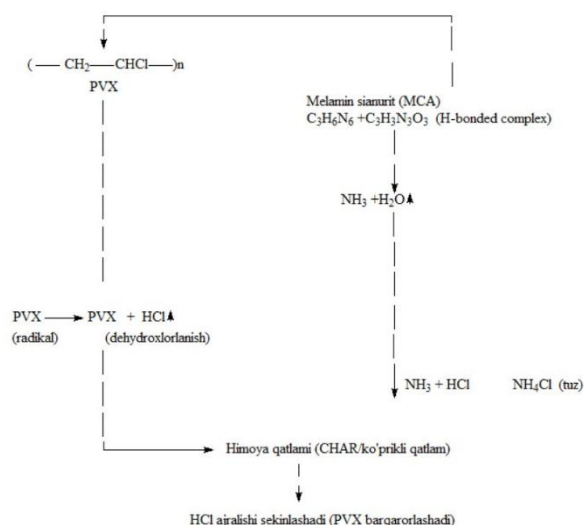 ( — CH₂——CHCl—)n
PVX
Melamin sianurit (MCA)
C₃H₆N₆ +C₃H₃N₃O₃ (H-bonded complex)
NH₃ +H₂O
PVX → PVX + HCl
(radikal) (dehydroxlorlanish)
NH₃ + HCl NH₄Cl (tuz)
Himoya qatlami (CHAR/ko'prikli qatlam)
HCl ajralishi sekinlashadi (PVX barqarorlashadi)